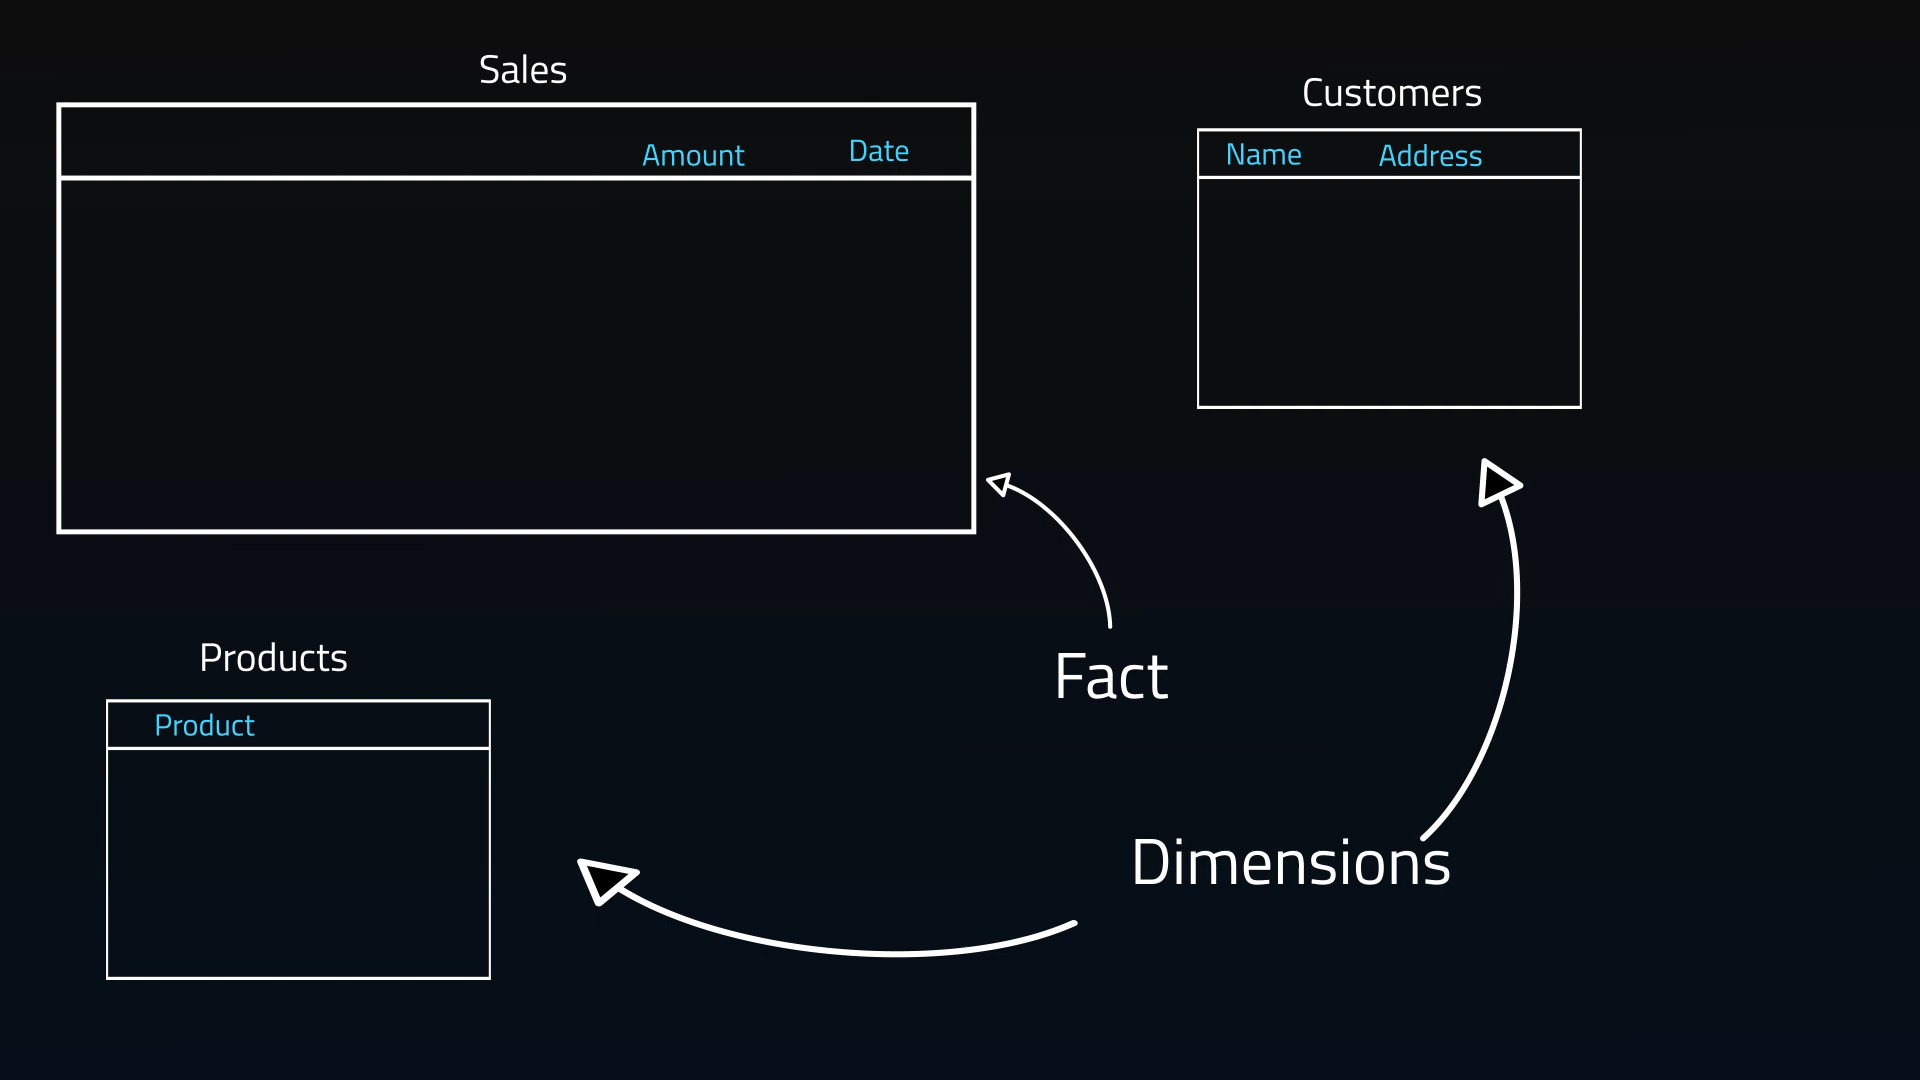 Sales
Amount
Date
Customers
Name
Address
Products
Product
Fact
Dimensions